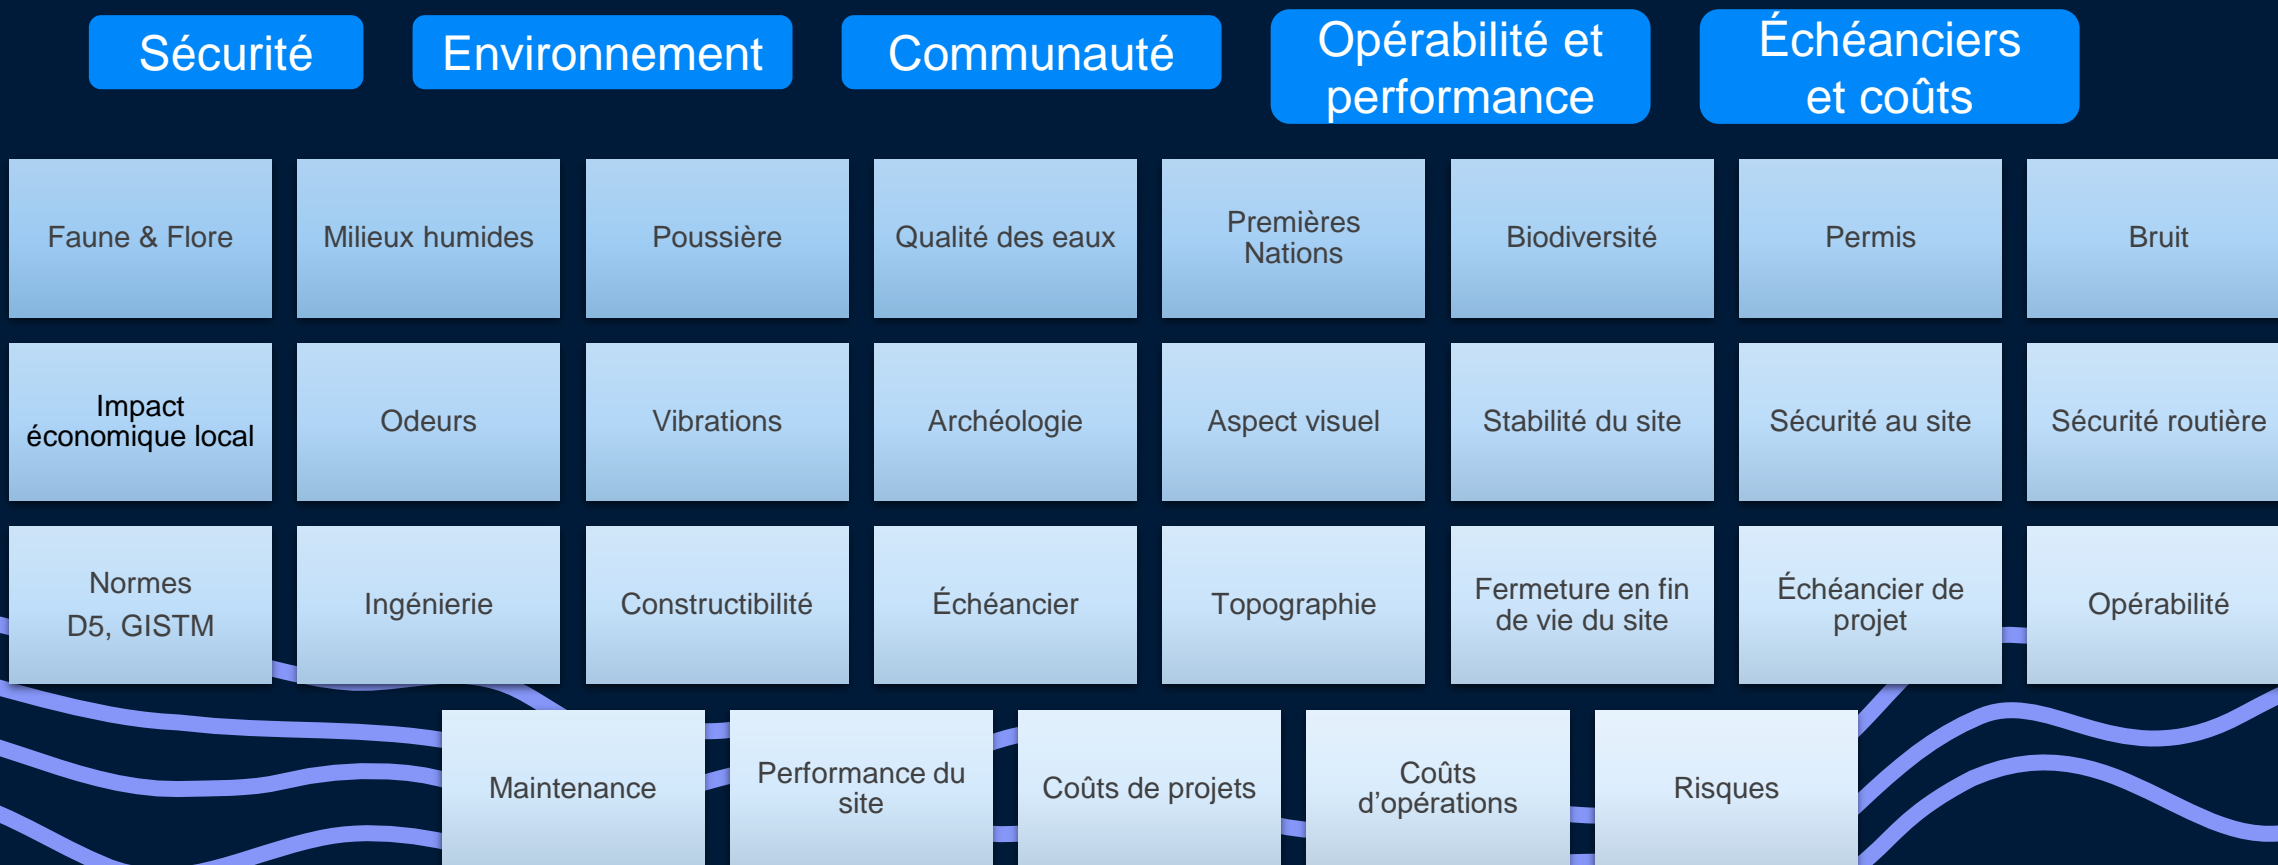 Sécurité
Environnement
Communauté
Opérabilité et
performance
Échéanciers
et coûts
Faune & Flore
Milieux humides
Poussière
Qualité des eaux
Premières
Nations
Biodiversité
Permis
Bruit
Impact
économique local
Odeurs
Vibrations
Archéologie
Aspect visuel
Stabilité du site
Sécurité au site
Sécurité routière
Normes
D5, GISTM
Ingénierie
Constructibilité
Échéancier
Topographie
Fermeture en fin
de vie du site
Échéancier de
projet
Opérabilité
Maintenance
Performance du
site
Coûts de projets
Coûts
d’opérations
Risques